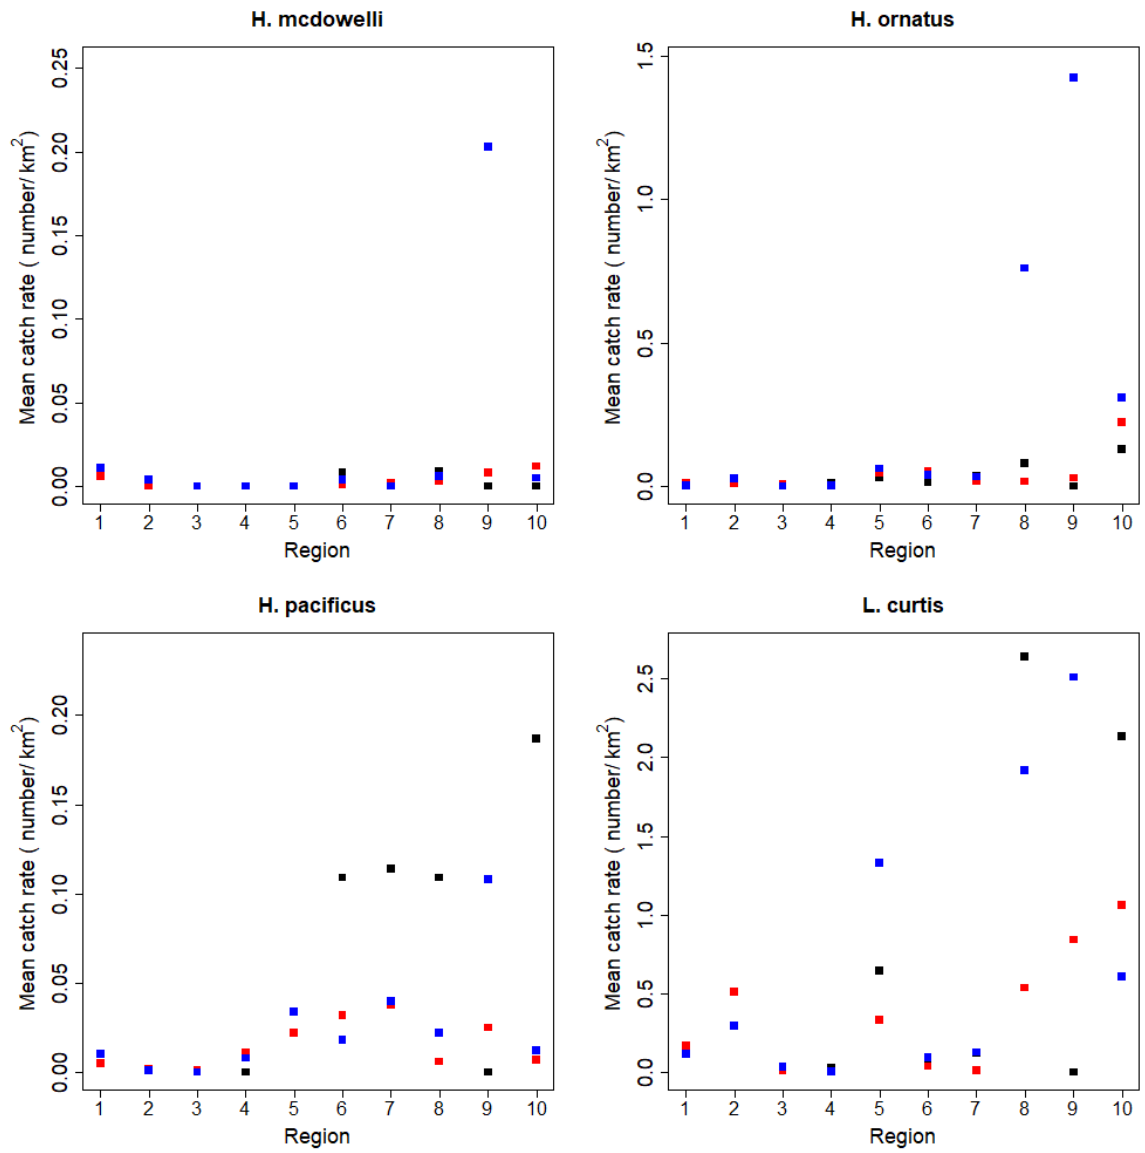 H. mcdowelli
Mean catch rate ( number/ km²)
0.00 0.05 0.10 0.15 0.20 0.25
1 2 3 4 5 6 7 8 9 10
Region
H. ornatus
Mean catch rate ( number/ km²)
0.0 0.5 1.0 1.5
1 2 3 4 5 6 7 8 9 10
Region
H. pacificus
Mean catch rate ( number/ km²)
0.00 0.05 0.10 0.15 0.20
1 2 3 4 5 6 7 8 9 10
Region
L. curtis
Mean catch rate ( number/ km²)
0.0 0.5 1.0 1.5 2.0 2.5
1 2 3 4 5 6 7 8 9 10
Region